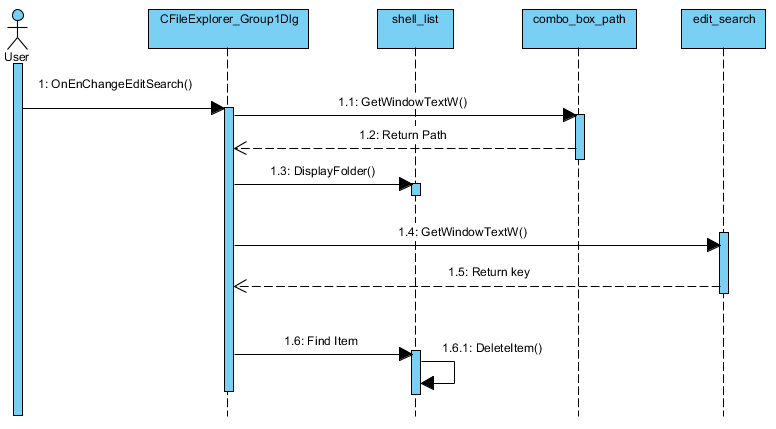 CFileExplorer_Group1Dlg
shell_list
combo_box_path
edit_search
User
1: OnEnChangeEditSearch()
1.1: GetWindowTextW()
1.2: Return Path
1.3: DisplayFolder()
1.4: GetWindowTextW()
1.5: Return key
1.6: Find Item
1.6.1: DeleteItem()